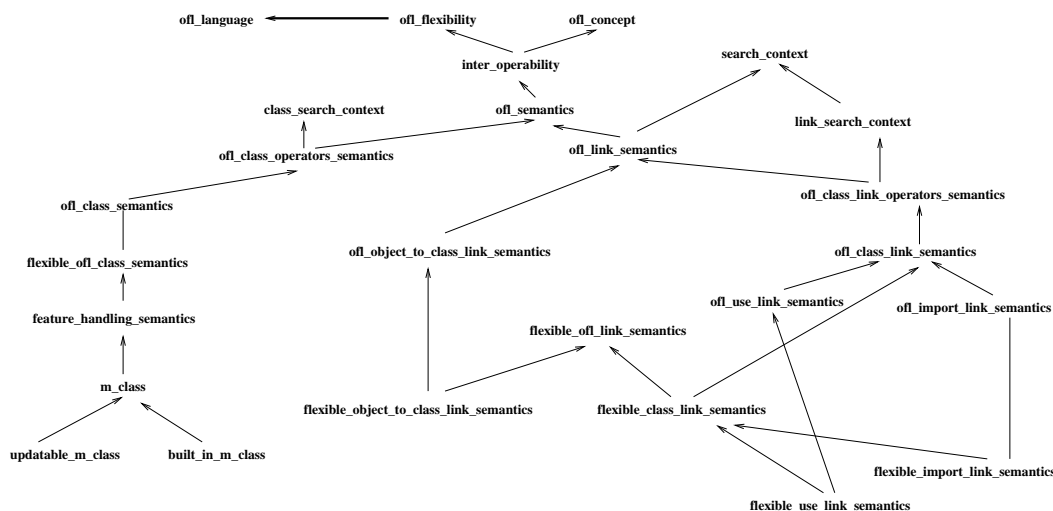 ofl_language
ofl_flexibility
ofl_concept
inter_operability
search_context
class_search_context
ofl_semantics
link_search_context
ofl_class_operators_semantics
ofl_link_semantics
ofl_class_link_operators_semantics
ofl_class_semantics
ofl_object_to_class_link_semantics
ofl_class_link_semantics
flexible_ofl_class_semantics
ofl_use_link_semantics
ofl_import_link_semantics
feature_handling_semantics
flexible_ofl_link_semantics
m_class
flexible_object_to_class_link_semantics
flexible_class_link_semantics
updatable_m_class
built_in_m_class
flexible_import_link_semantics
flexible_use_link_semantics